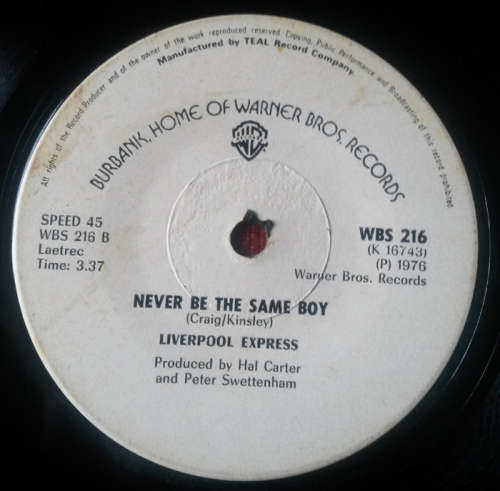 All rights of the Record Producer and of the owner of the work reproduced reserved. Copying, Public Performance and Broadcasting of this record prohibited
Manufactured by TEAL Record Company.
BURBANK, HOME OF WARNER BROS. RECORDS
SPEED 45
WBS 216 B
Laetrec
Time: 3.37
WBS 216
(K 16743)
(P) 1976
Warner Bros. Records
NEVER BE THE SAME BOY
(Craig/Kinsley)
LIVERPOOL EXPRESS
Produced by Hal Carter
and Peter Swettenham